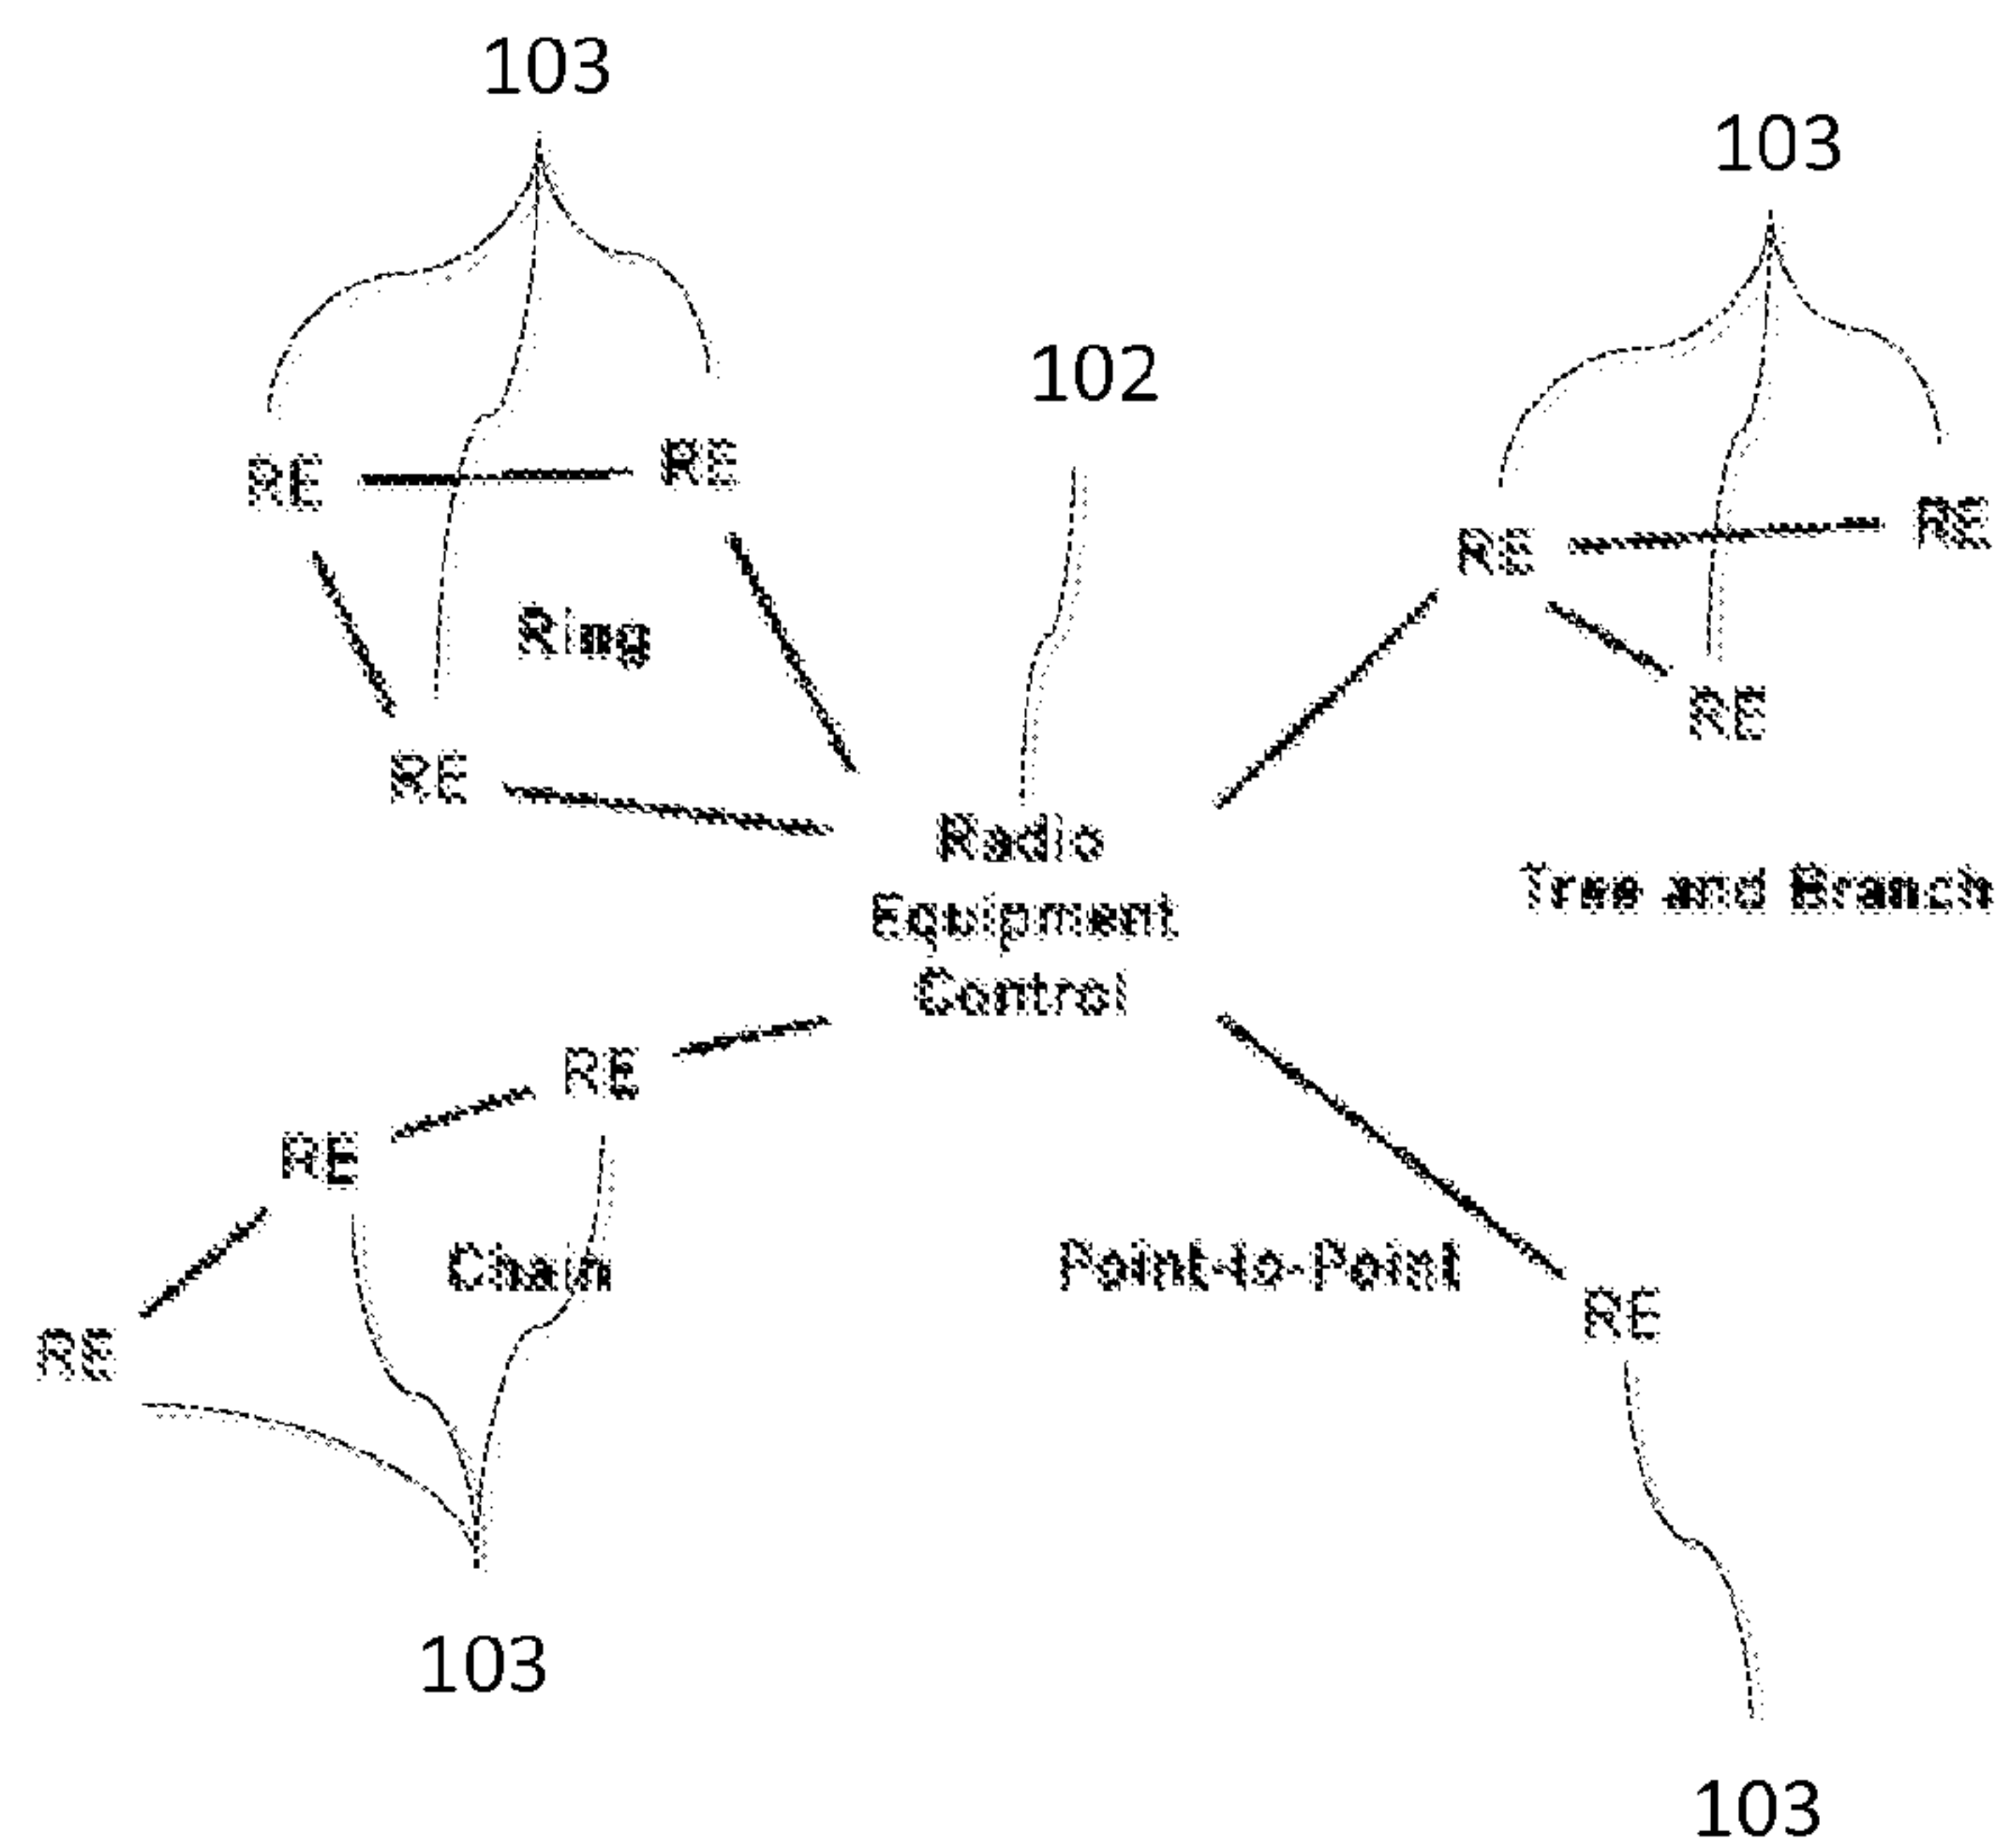 103
103
102
RE
RE
RE
RE
Ring
RE
RE
Radio
Equipment
Control
Tree and Branch
RE
RE
Chain
Point-to-Point
RE
RE
103
103